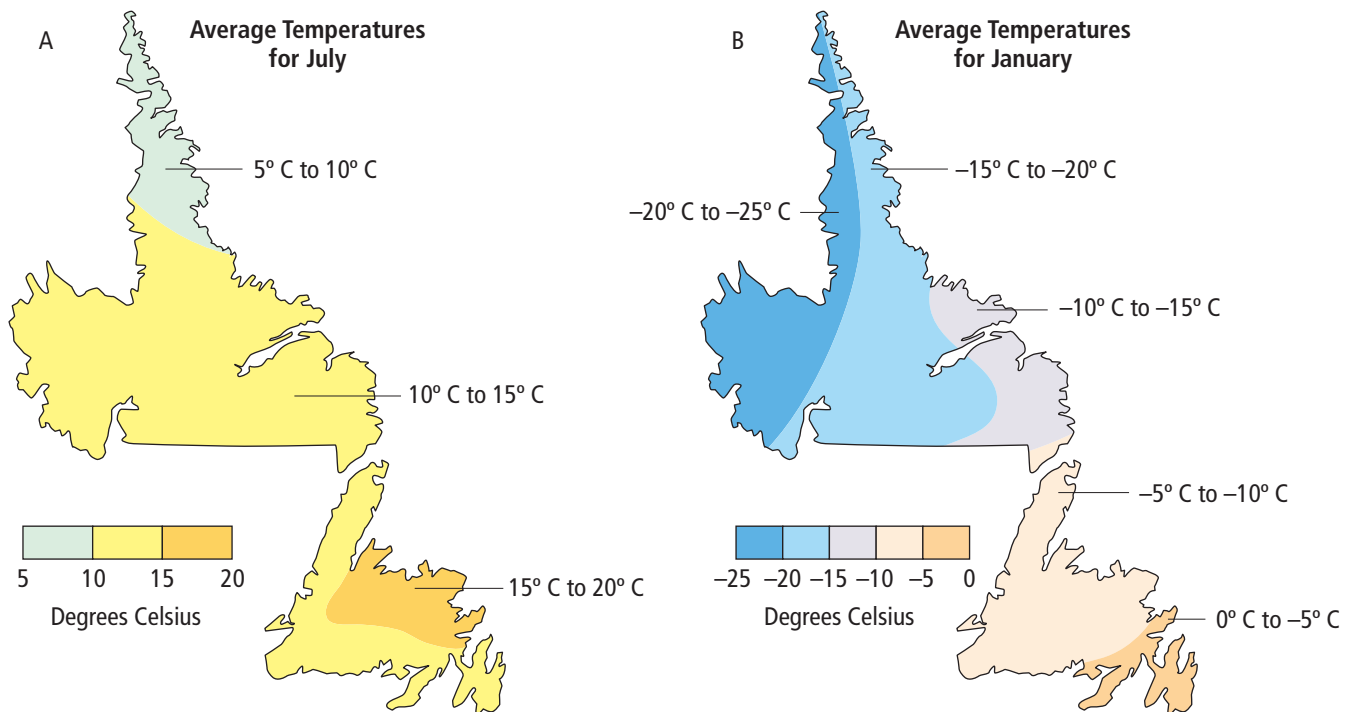 A
Average Temperatures
for July
5º C to 10º C
10º C to 15º C
15º C to 20º C
5 10 15 20
Degrees Celsius
B
Average Temperatures
for January
–15º C to –20º C
–20º C to –25º C
–10º C to –15º C
–5º C to –10º C
0º C to –5º C
–25 –20 –15 –10 –5 0
Degrees Celsius